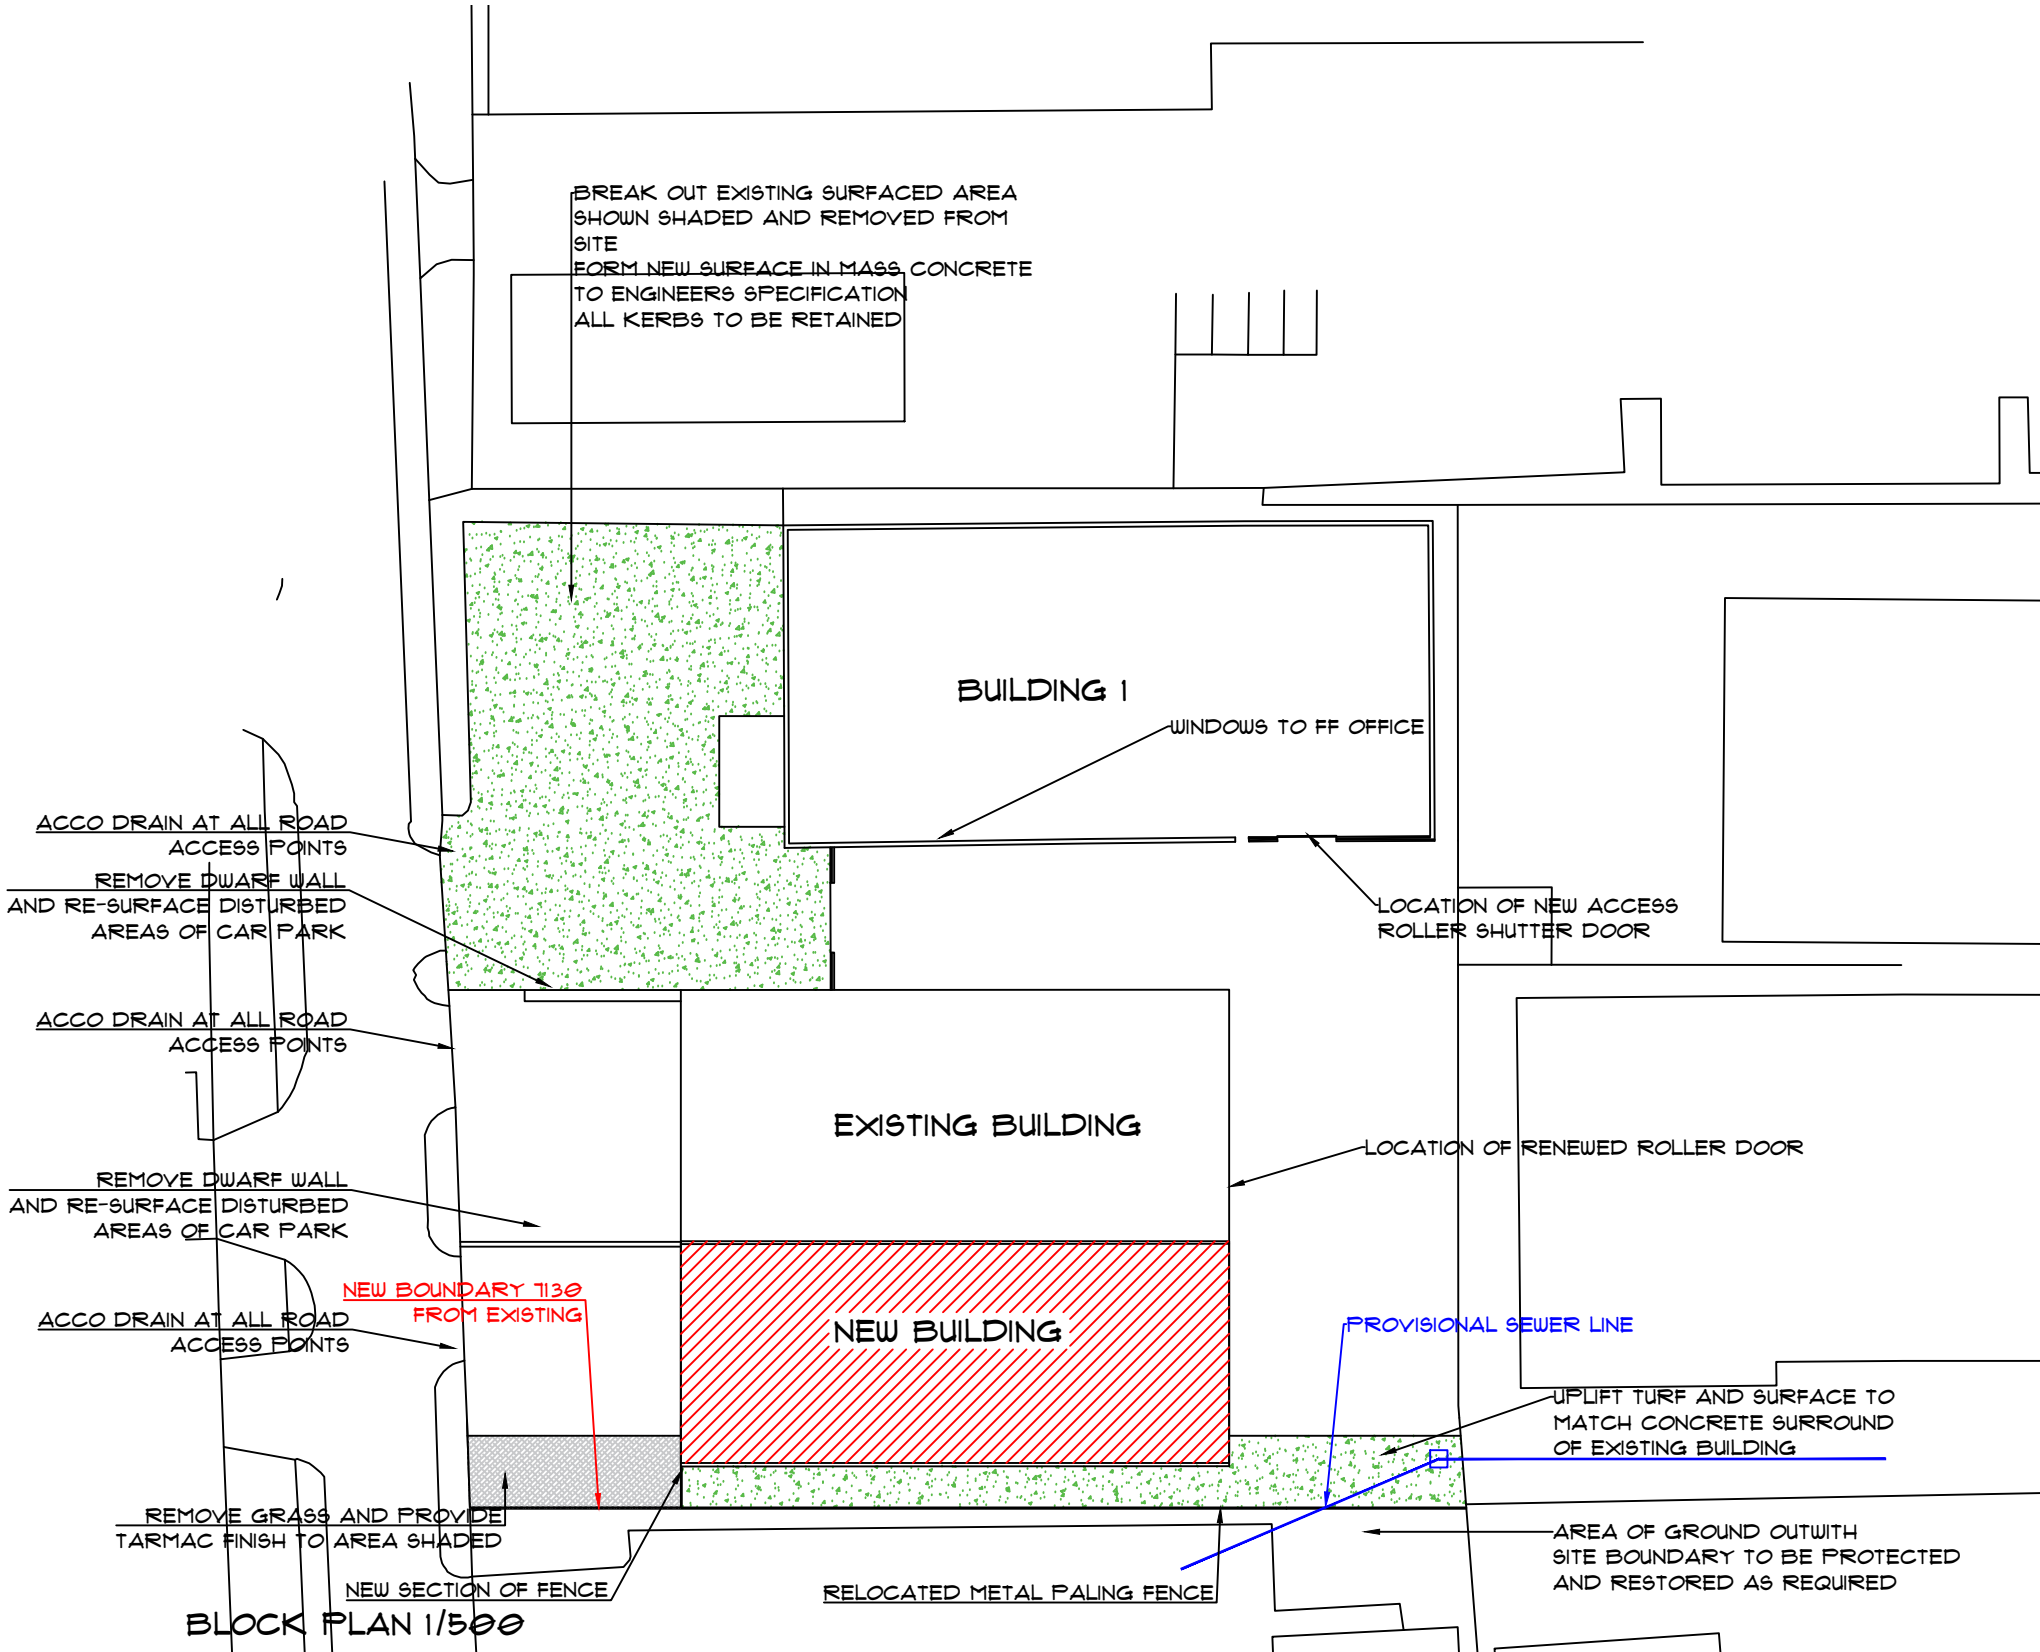 BREAK OUT EXISTING SURFACED AREA
SHOWN SHADED AND REMOVED FROM
SITE
FORM NEW SURFACE IN MASS CONCRETE
TO ENGINEERS SPECIFICATION
ALL KERBS TO BE RETAINED
BUILDING 1
WINDOWS TO FF OFFICE
ACCO DRAIN AT ALL ROAD
ACCESS POINTS
REMOVE DWARF WALL
AND RE-SURFACE DISTURBED
AREAS OF CAR PARK
LOCATION OF NEW ACCESS
ROLLER SHUTTER DOOR
ACCO DRAIN AT ALL ROAD
ACCESS POINTS
EXISTING BUILDING
LOCATION OF RENEWED ROLLER DOOR
REMOVE DWARF WALL
AND RE-SURFACE DISTURBED
AREAS OF CAR PARK
NEW BOUNDARY 7130
FROM EXISTING
ACCO DRAIN AT ALL ROAD
ACCESS POINTS
NEW BUILDING
PROVISIONAL SEWER LINE
UPLIFT TURF AND SURFACE TO
MATCH CONCRETE SURROUND
OF EXISTING BUILDING
REMOVE GRASS AND PROVIDE
TARMAC FINISH TO AREA SHADED
AREA OF GROUND OUTWITH
SITE BOUNDARY TO BE PROTECTED
AND RESTORED AS REQUIRED
NEW SECTION OF FENCE
RELOCATED METAL PALING FENCE
BLOCK PLAN 1/500